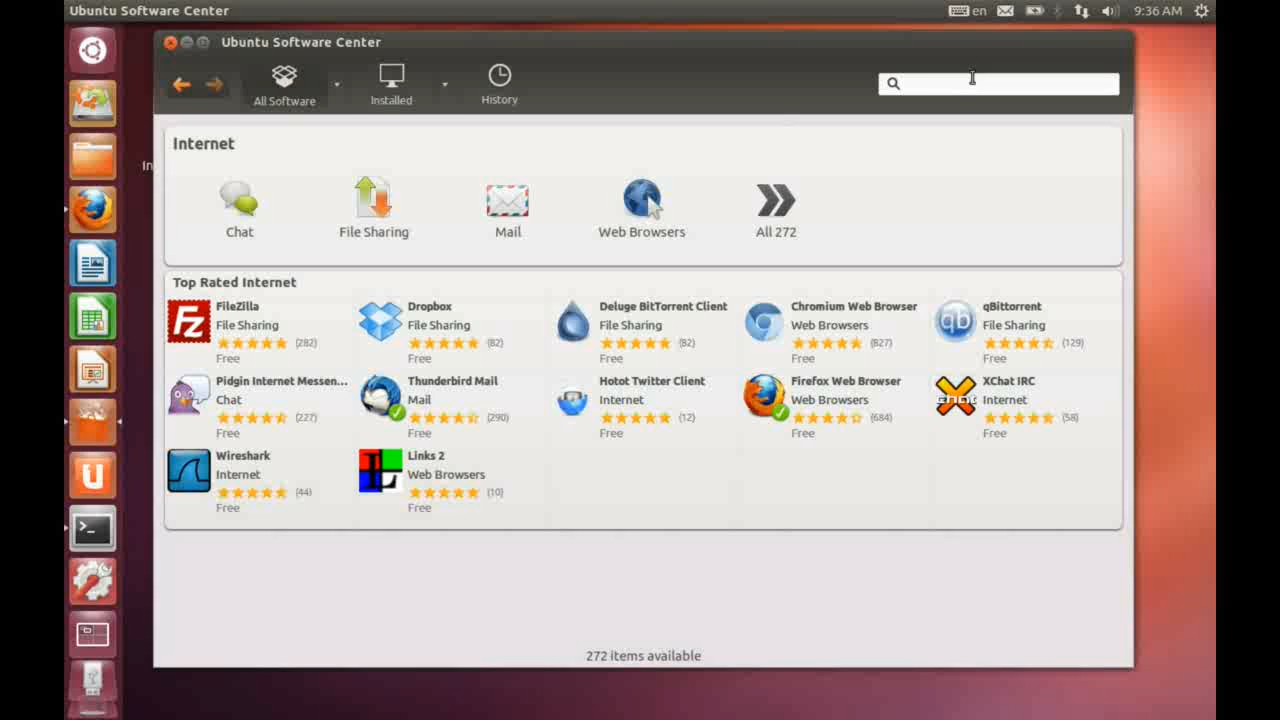 Ubuntu Software Center
en
9:36 AM
Ubuntu Software Center
All Software
Installed
History
In
Internet
Chat
File Sharing
Mail
Web Browsers
All 272
Top Rated Internet
FileZilla
File Sharing
(282)
Free
Dropbox
File Sharing
(82)
Free
Deluge BitTorrent Client
File Sharing
(82)
Free
Chromium Web Browser
Web Browsers
(827)
Free
qBittorrent
File Sharing
(129)
Free
Pidgin Internet Messen...
Chat
(227)
Free
Thunderbird Mail
Mail
(290)
Free
Hotot Twitter Client
Internet
(12)
Free
Firefox Web Browser
Web Browsers
(684)
Free
XChat IRC
Internet
(58)
Free
Wireshark
Internet
(44)
Free
Links 2
Web Browsers
(10)
Free
272 items available